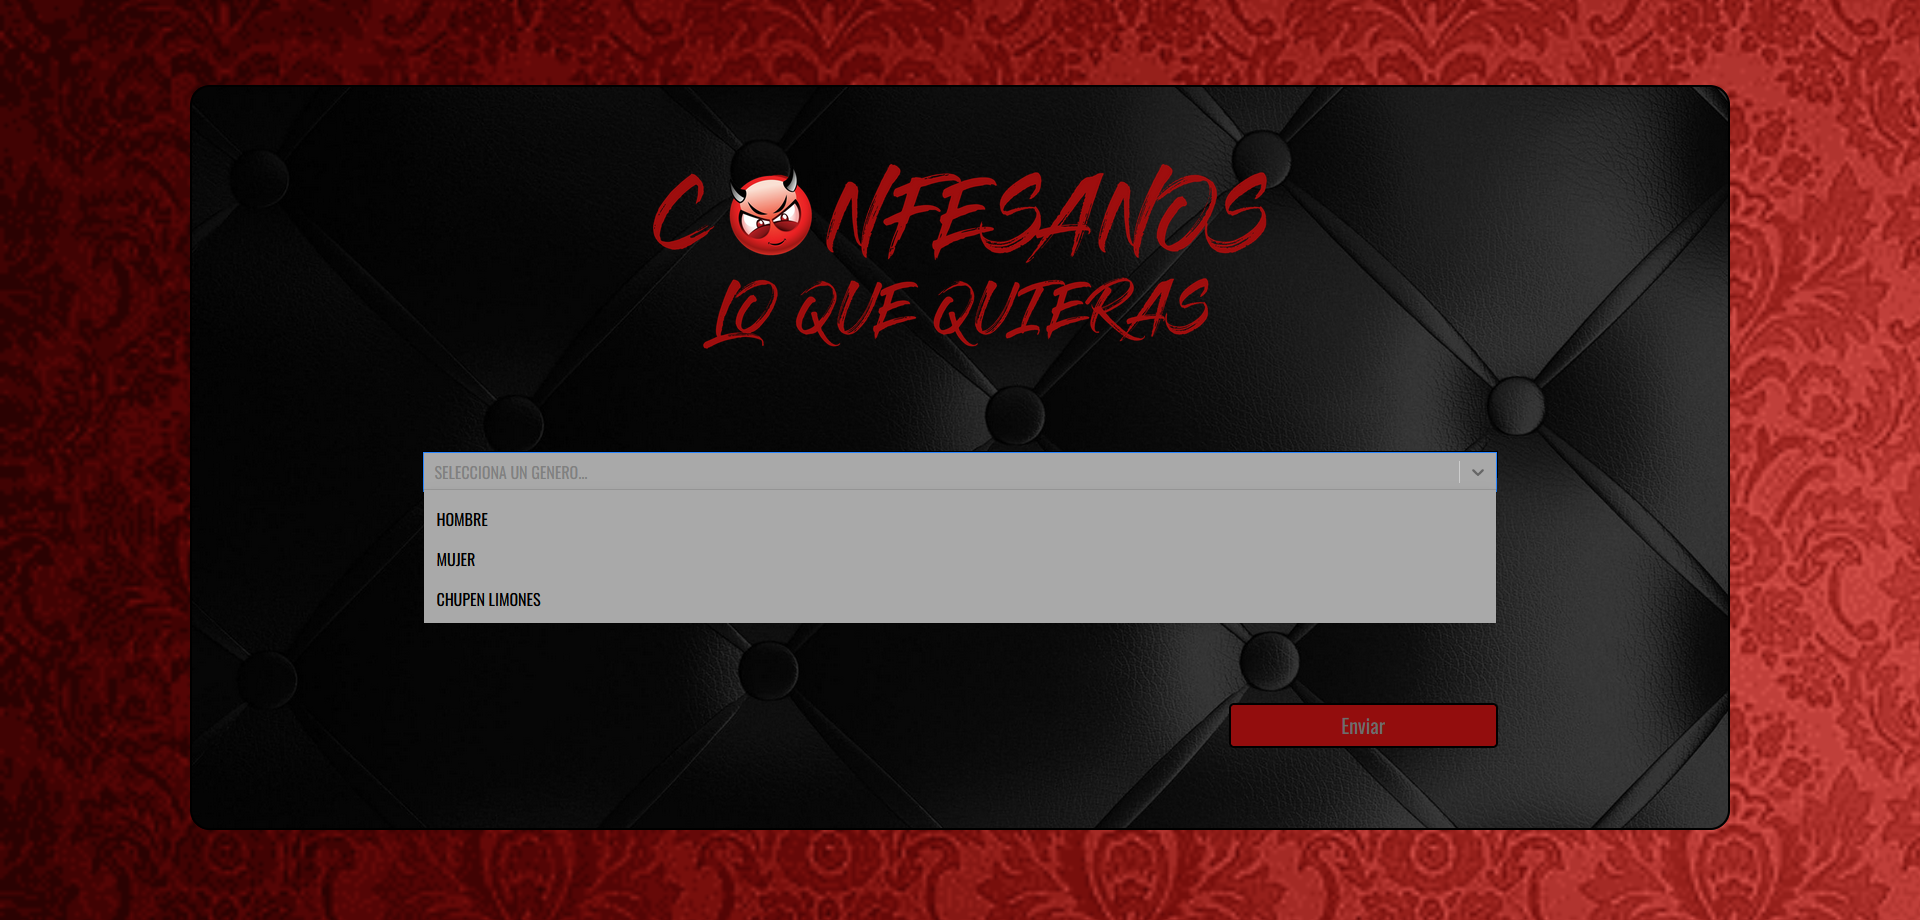 CONFESANOS
LO QUE QUIERAS
SELECCIONA UN GENERO...
HOMBRE
MUJER
CHUPEN LIMONES
Enviar